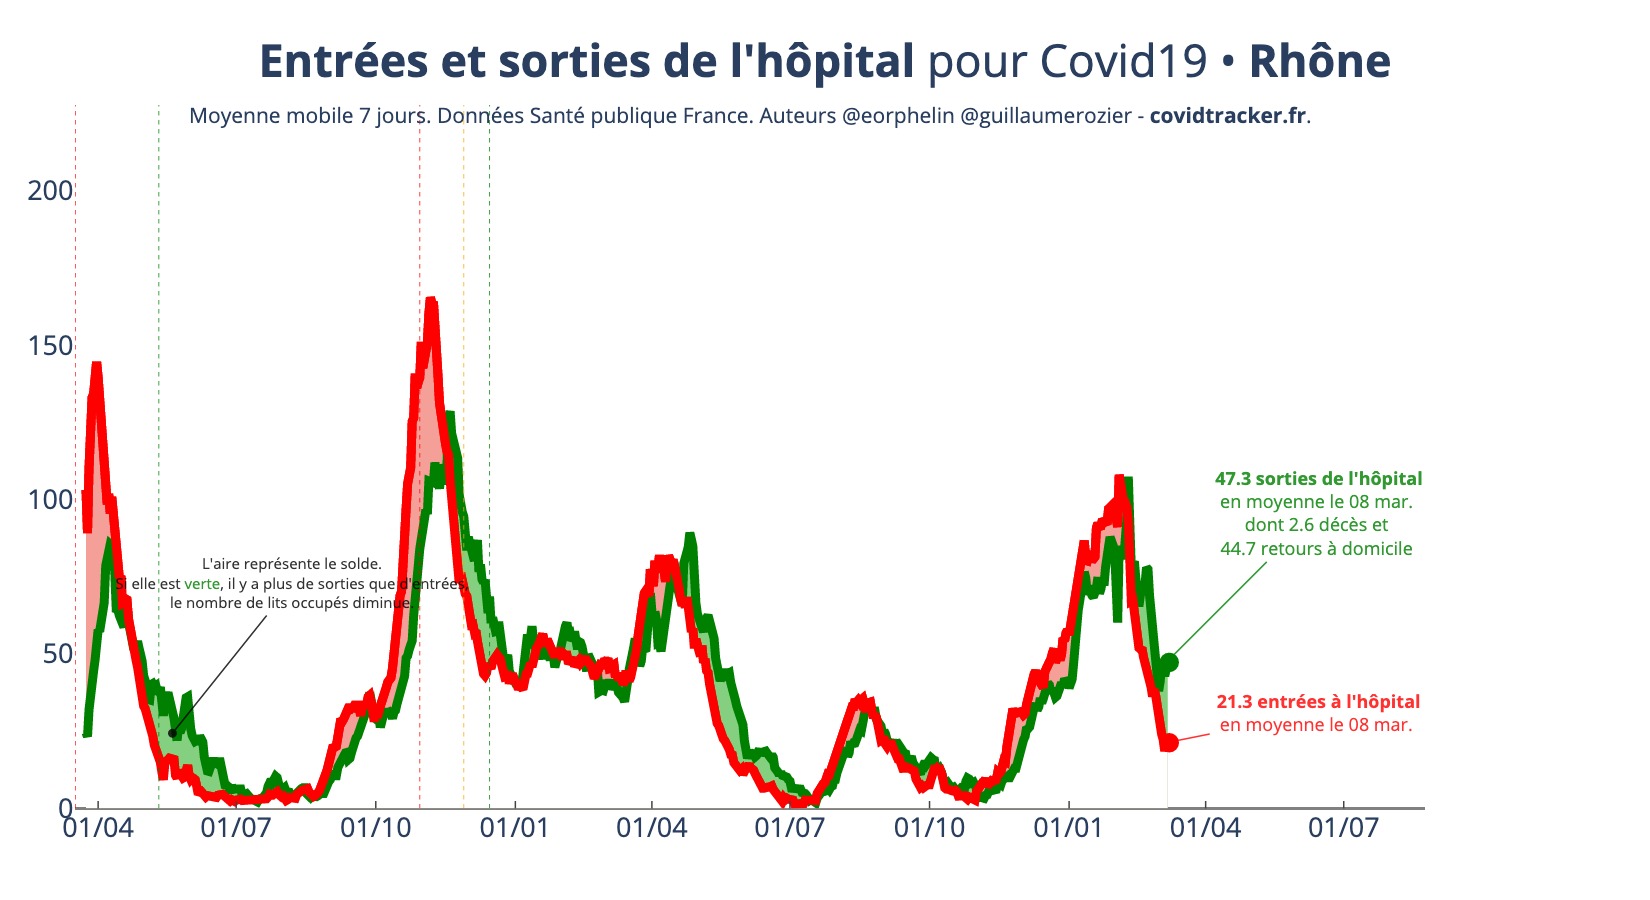 Entrées et sorties de l'hôpital pour Covid19 • Rhône
Moyenne mobile 7 jours. Données Santé publique France. Auteurs @eorphelin @guillaumerozier - covidtracker.fr.
200
150
100
50
0
47.3 sorties de l'hôpital
en moyenne le 08 mar.
dont 2.6 décès et
44.7 retours à domicile
L'aire représente le solde.
Si elle est verte, il y a plus de sorties que d'entrées,
le nombre de lits occupés diminue.
21.3 entrées à l'hôpital
en moyenne le 08 mar.
01/04 01/07 01/10 01/01 01/04 01/07 01/10 01/01 01/04 01/07